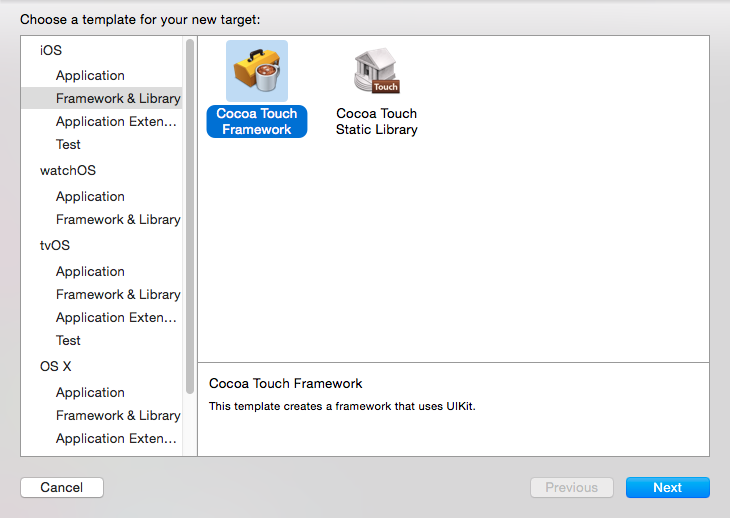 Choose a template for your new target:
iOS
Application
Framework & Library
Application Exten...
Test
watchOS
Application
Framework & Library
tvOS
Application
Framework & Library
Application Exten...
Test
OS X
Application
Framework & Library
Application Exten...
Cocoa Touch
Framework
Touch
Cocoa Touch
Static Library
Cocoa Touch Framework
This template creates a framework that uses UIKit.
Cancel
Previous
Next